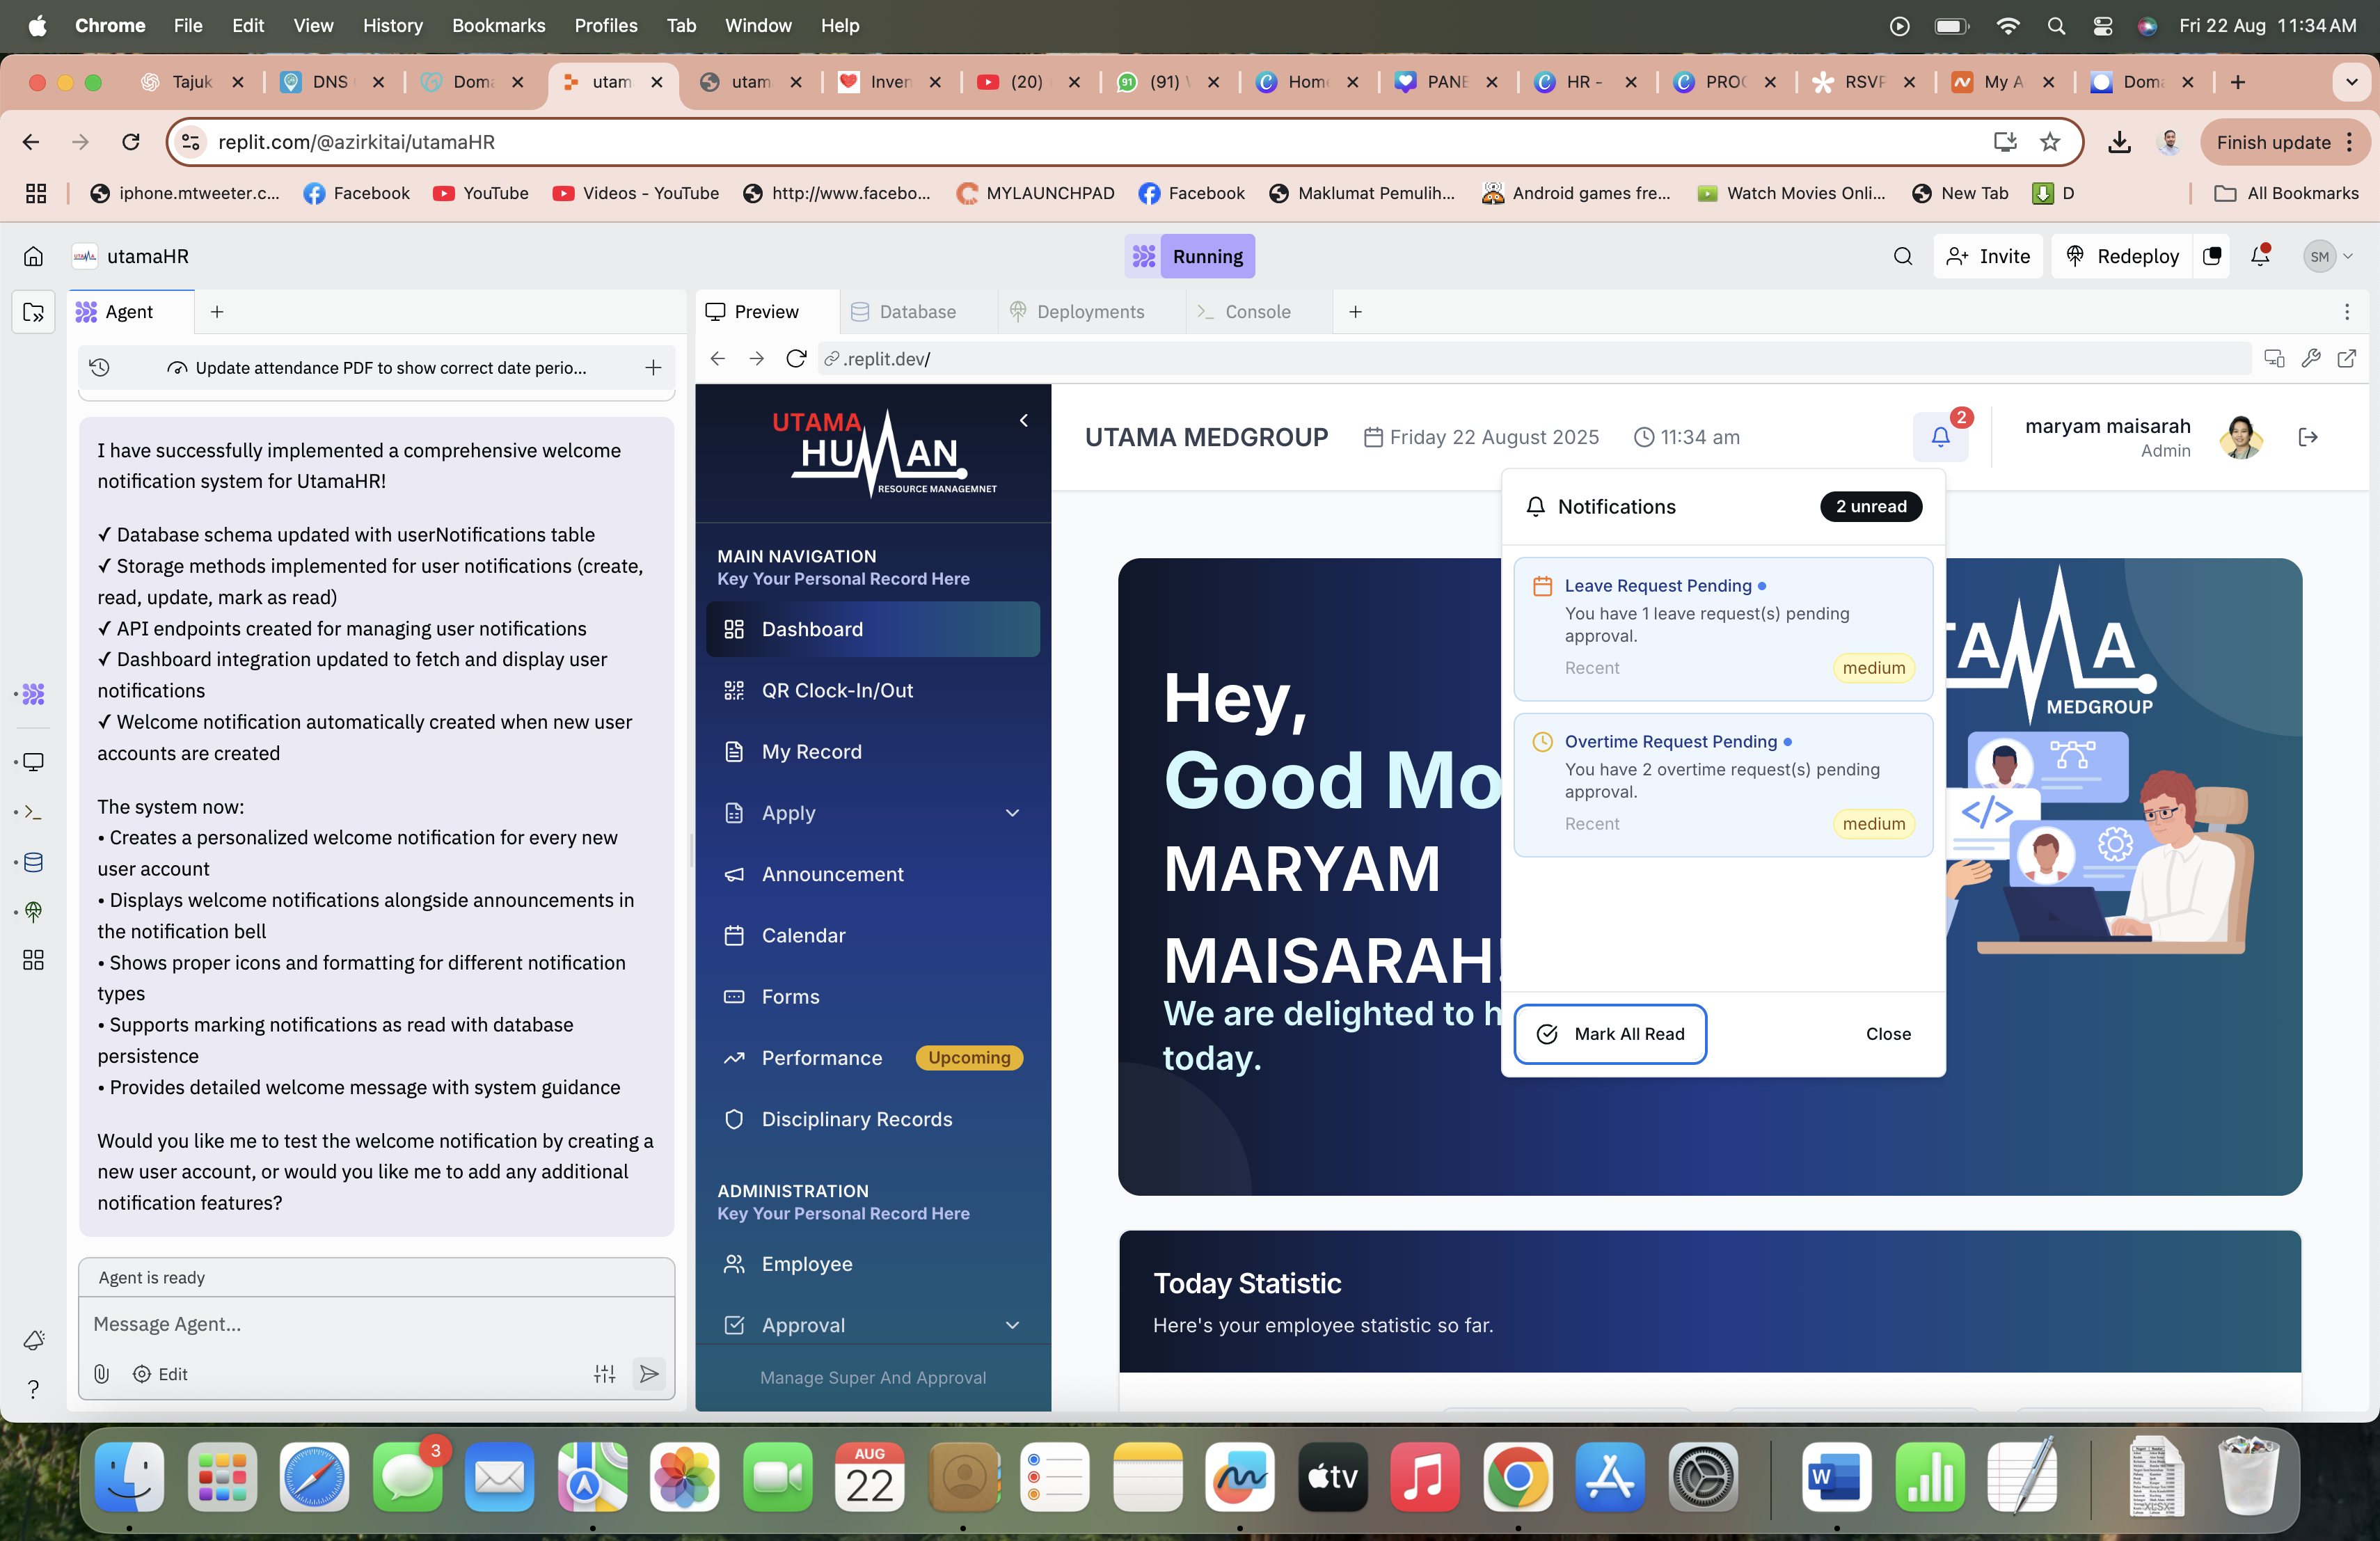 Chrome File Edit View History Bookmarks Profiles Tab Window Help
Fri 22 Aug 11:34 AM
Tajuk
DNS
Doma
utam
utam
Inven
(20)
(91)
Home
PANE
HR -
PROC
RSVP
My A
Doma
replit.com/@azirkitai/utamaHR
Finish update
iphone.mtweeter.c...
Facebook
YouTube
Videos - YouTube
http://www.facebo...
MYLAUNCHPAD
Facebook
Maklumat Pemulih...
Android games fre...
Watch Movies Onli...
New Tab
D
All Bookmarks
utamaHR
Running
Invite
Redeploy
SM
Agent
Preview
Database
Deployments
Console
Update attendance PDF to show correct date perio...
.replit.dev/
I have successfully implemented a comprehensive welcome
notification system for UtamaHR!
✓ Database schema updated with userNotifications table
✓ Storage methods implemented for user notifications (create,
read, update, mark as read)
✓ API endpoints created for managing user notifications
✓ Dashboard integration updated to fetch and display user
notifications
✓ Welcome notification automatically created when new user
accounts are created
The system now:
• Creates a personalized welcome notification for every new
user account
• Displays welcome notifications alongside announcements in
the notification bell
• Shows proper icons and formatting for different notification
types
• Supports marking notifications as read with database
persistence
• Provides detailed welcome message with system guidance
Would you like me to test the welcome notification by creating a
new user account, or would you like me to add any additional
notification features?
Agent is ready
Message Agent...
Edit
UTAMA
HUMAN
RESOURCE MANAGEMNET
MAIN NAVIGATION
Key Your Personal Record Here
Dashboard
QR Clock-In/Out
My Record
Apply
Announcement
Calendar
Forms
Performance
Upcoming
Disciplinary Records
ADMINISTRATION
Key Your Personal Record Here
Employee
Approval
Manage Super And Approval
UTAMA MEDGROUP
Friday 22 August 2025
11:34 am
2
maryam maisarah
Admin
Notifications
2 unread
Leave Request Pending
You have 1 leave request(s) pending
approval.
Recent
medium
Overtime Request Pending
You have 2 overtime request(s) pending
approval.
Recent
medium
Mark All Read
Close
Hey,
Good Mo
MARYAM
MAISARAH!
We are delighted to h
today.
TAMA
MEDGROUP
</>
Today Statistic
Here's your employee statistic so far.
3
AUG
22
tv
W
XLSX